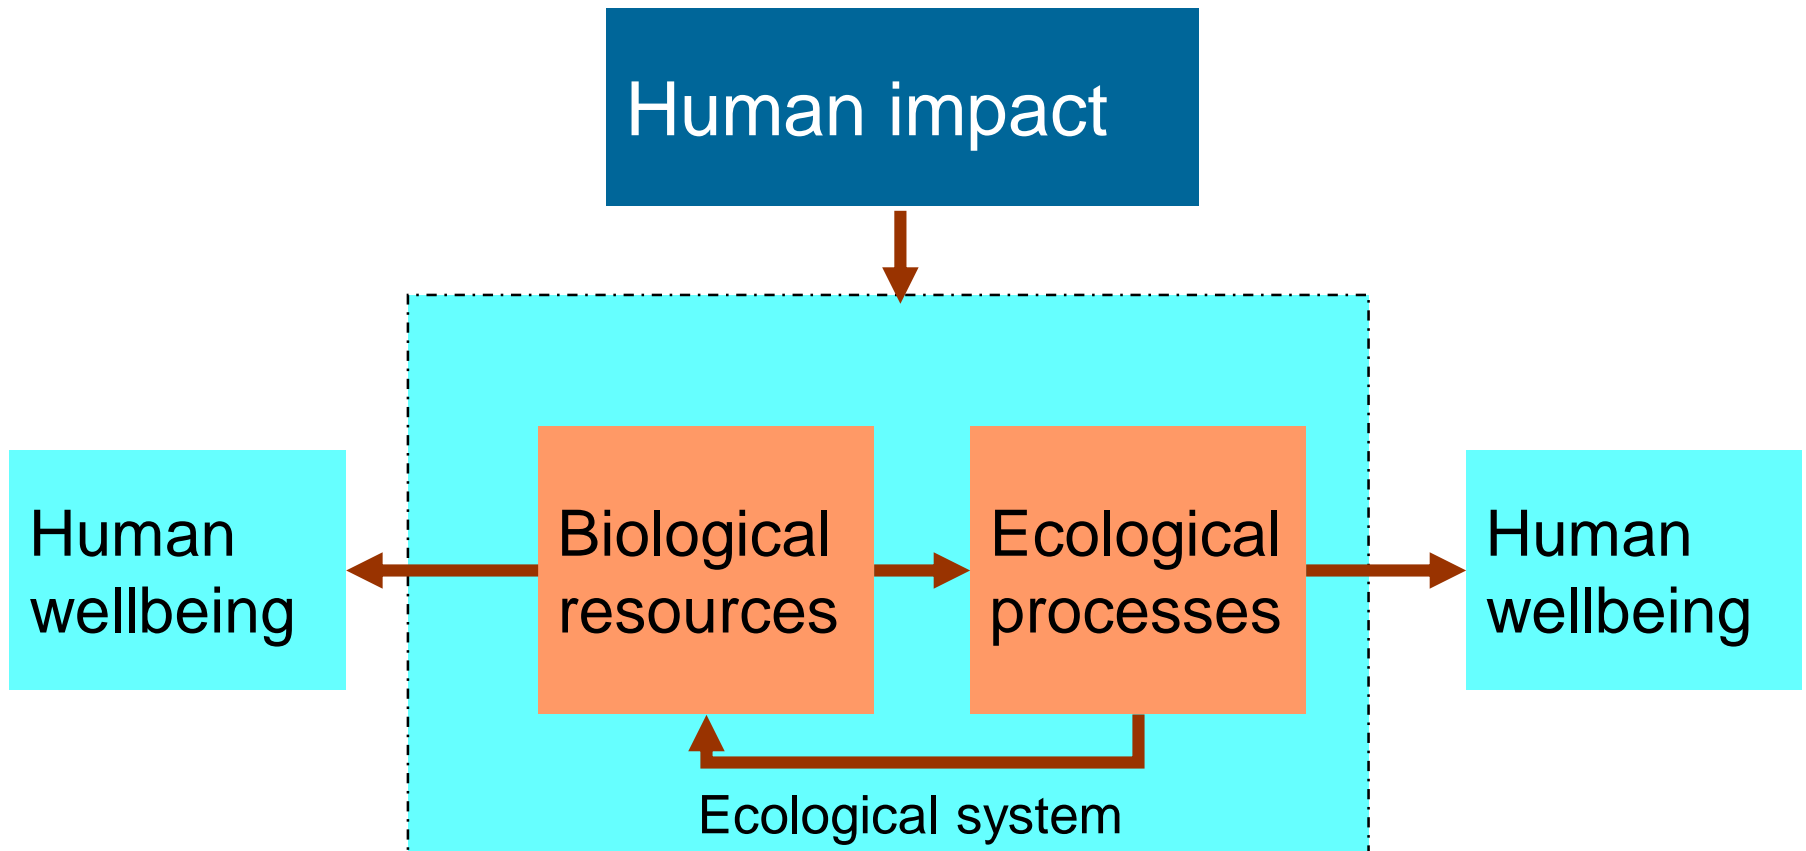 Human impact
Human
wellbeing
Biological
resources
Ecological
processes
Human
wellbeing
Ecological system